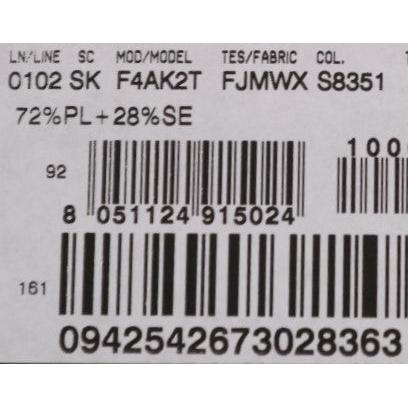 LN/LINE SC MOD/MODEL TES/FABRIC COL.
0102 SK F4AK2T FJMWX S8351
72%PL+28%SE
100
92
8 051124 915024
161
0942542673028363